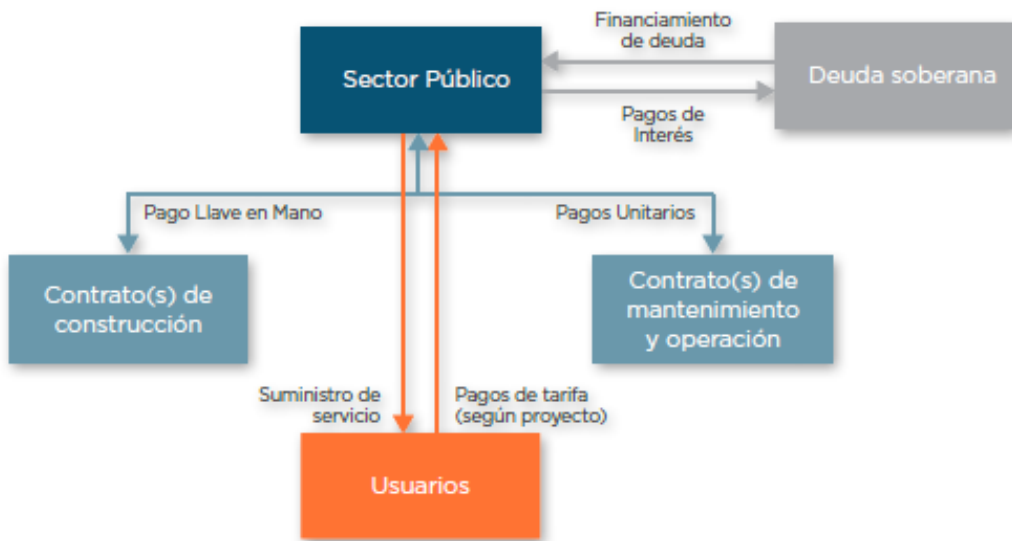 Financiamiento
de deuda
Sector Público
Deuda soberana
Pagos de
Interés
Pago Llave en Mano
Pagos Unitarios
Contrato(s) de
construcción
Contrato(s) de
mantenimiento
y operación
Suministro de
servicio
Pagos de tarifa
(según proyecto)
Usuarios